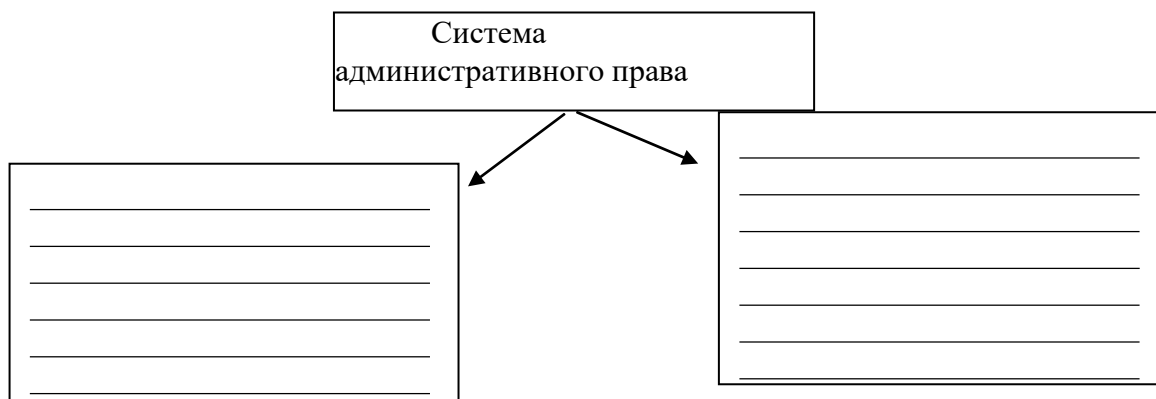 Система
административного права